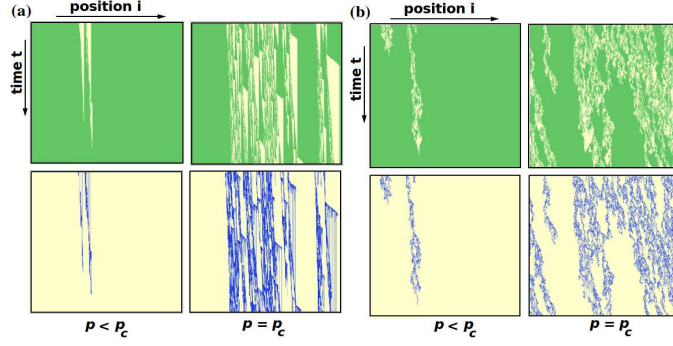 (a) position i
time t
p < p_c
p = p_c
(b) position i
time t
p < p_c
p = p_c